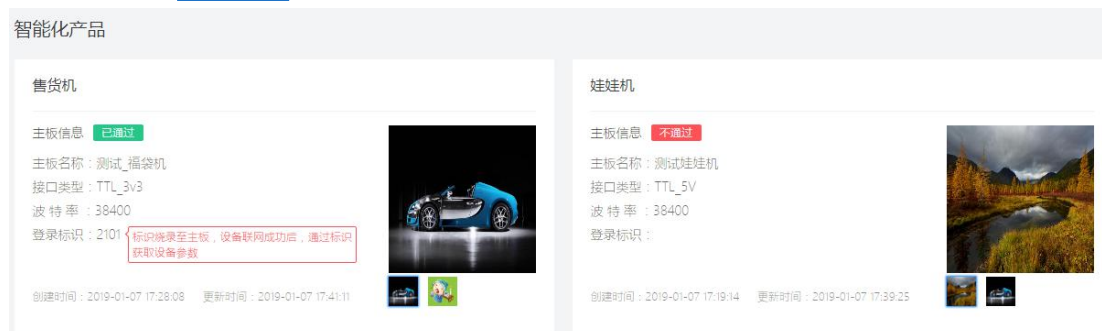 智能化产品
售货机
主板信息 已通过
主板名称：测试_福袋机
接口类型：TTL_3v3
波特率：38400
登录标识：2101
标识烧录至主板，设备联网成功后，通过标识
获取设备参数
创建时间：2019-01-07 17:28:08 更新时间：2019-01-07 17:41:11
娃娃机
主板信息 不通过
主板名称：测试娃娃机
接口类型：TTL_5V
波特率：38400
登录标识：
创建时间：2019-01-07 17:19:14 更新时间：2019-01-07 17:39:25